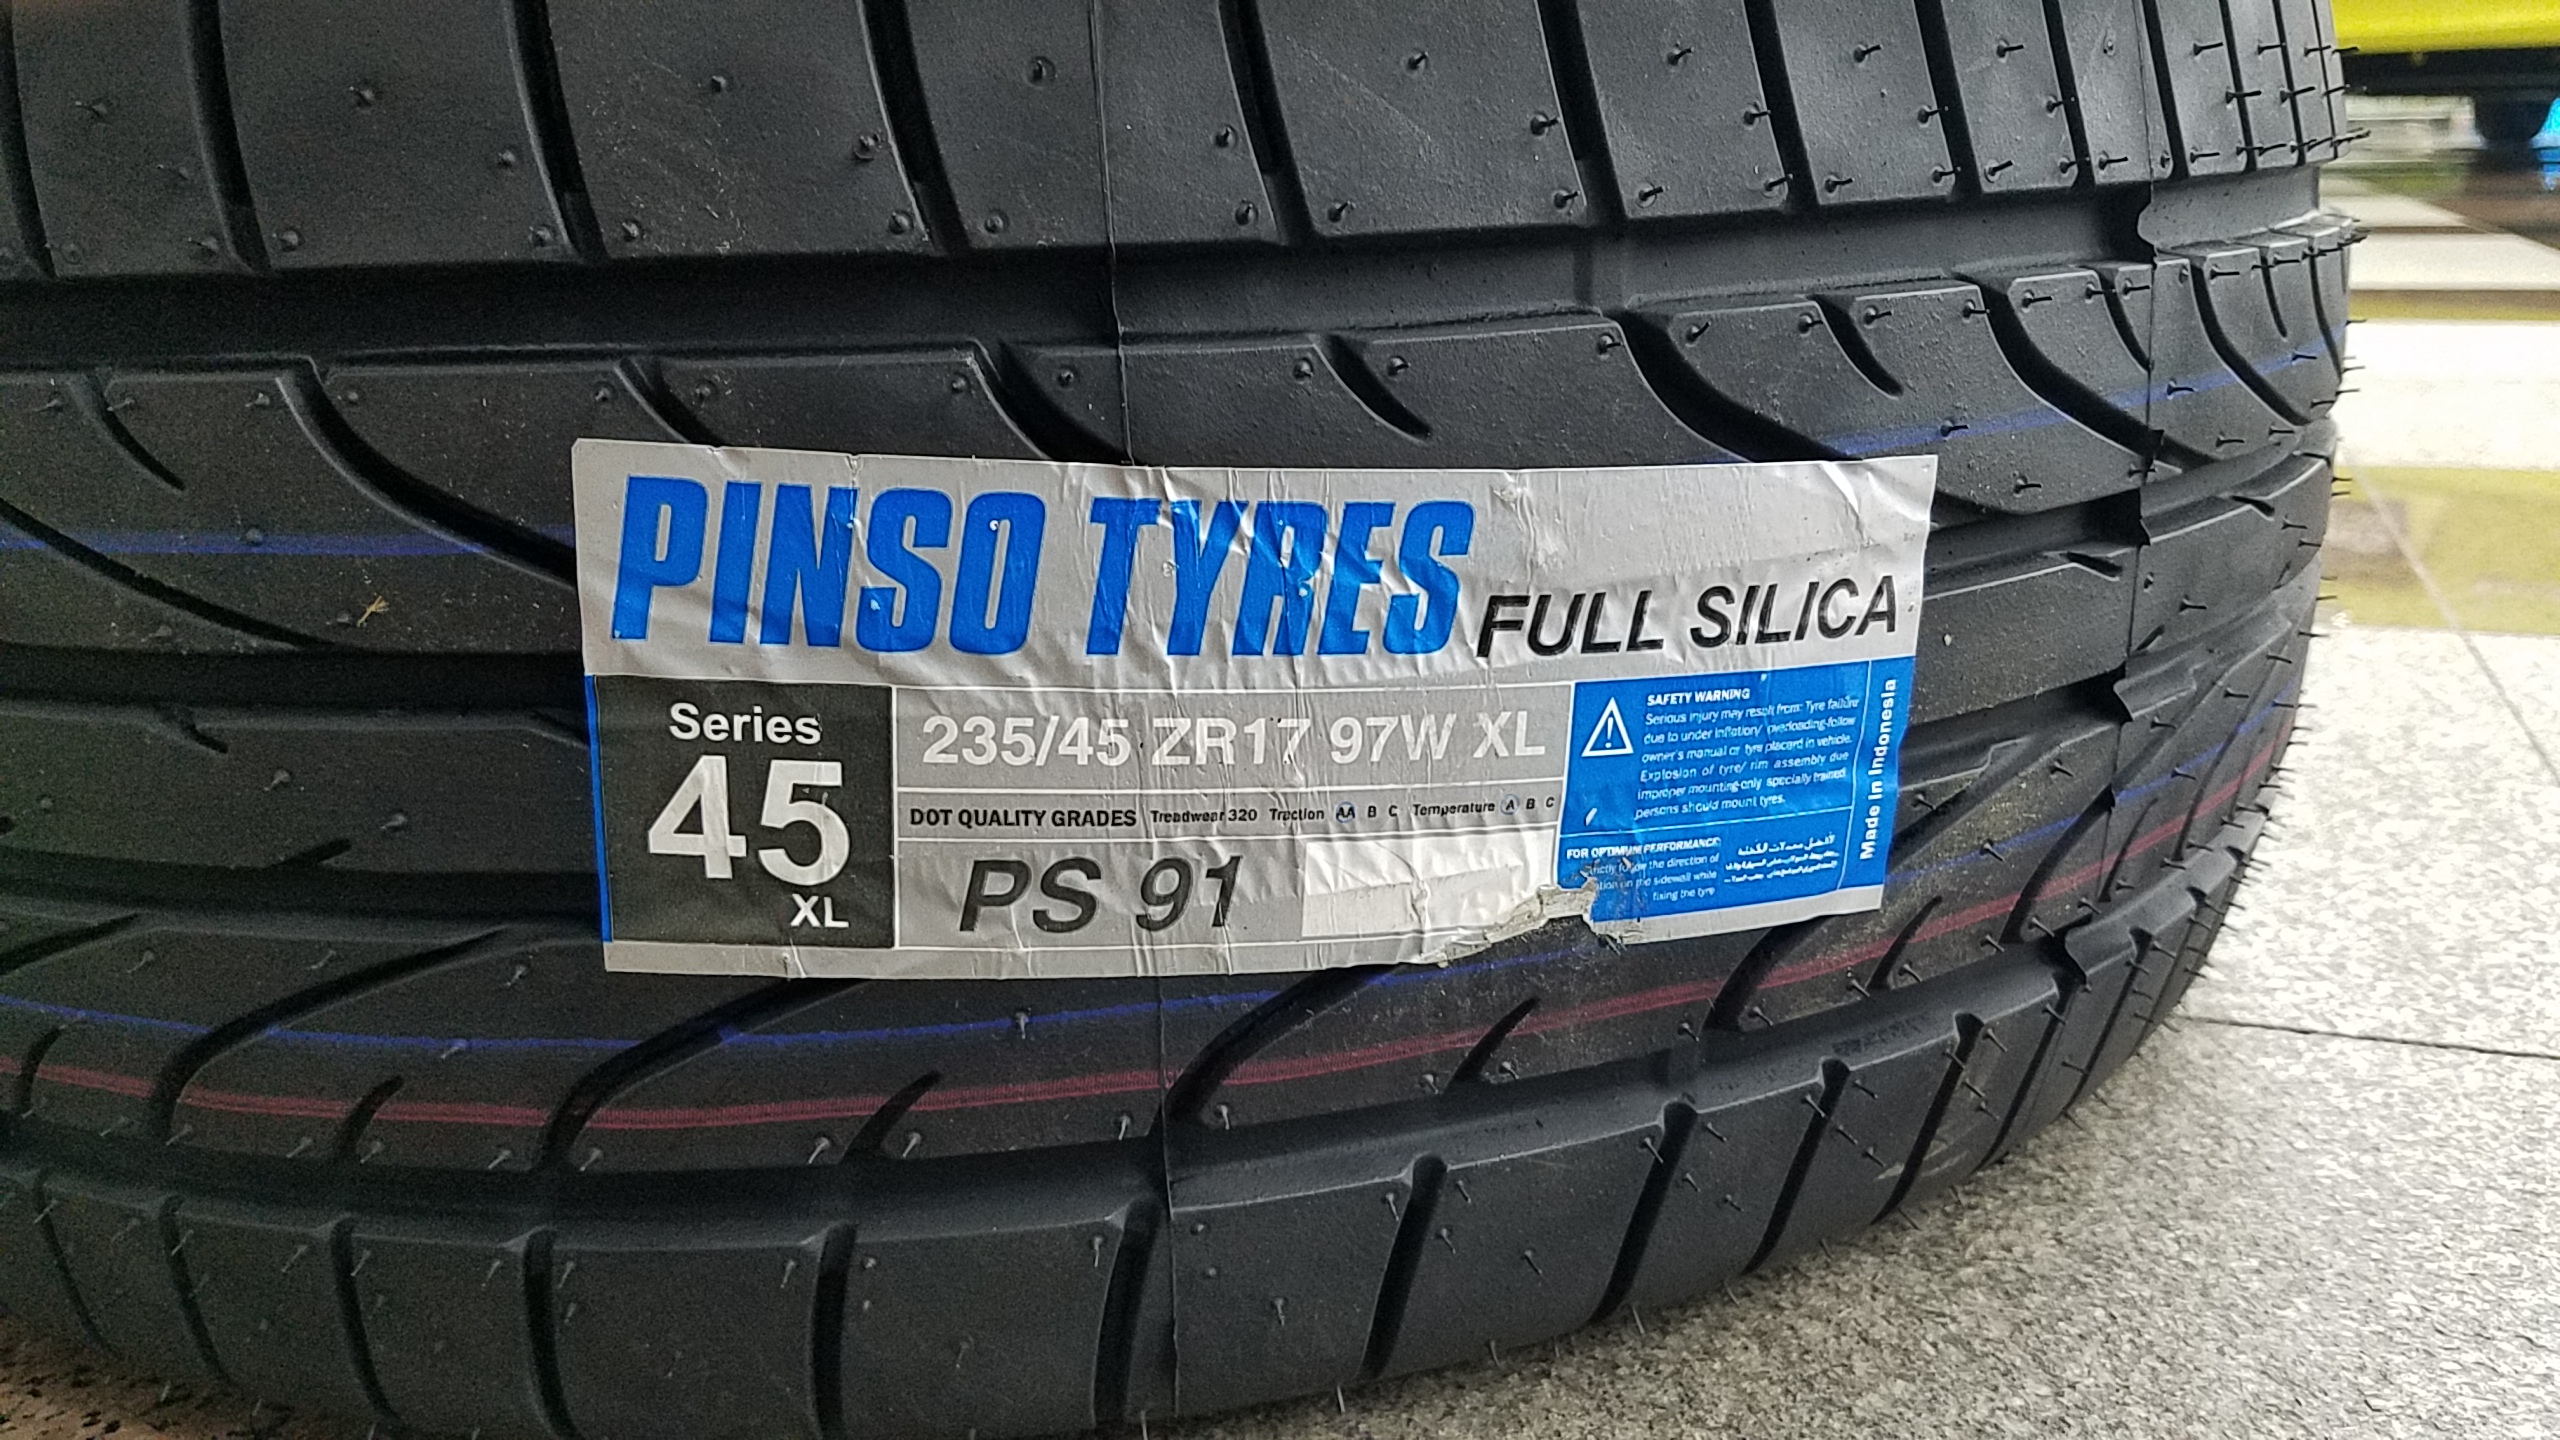 PINSO TYRES FULL SILICA
Series
45
XL
235/45 ZR17 97W XL
DOT QUALITY GRADES Treadwear 320 Traction AA B C Temperature A B C
PS 91
SAFETY WARNING
Serious injury may result from: Tyre failure
due to under inflation/ overloading-follow
owner's manual or tyre placard in vehicle.
Explosion of tyre/ rim assembly due
improper mounting-only specially trained
persons should mount tyres.
FOR OPTIMUM PERFORMANCE:
the direction of
on the sidewall while
fixing the tyre
Made in Indonesia